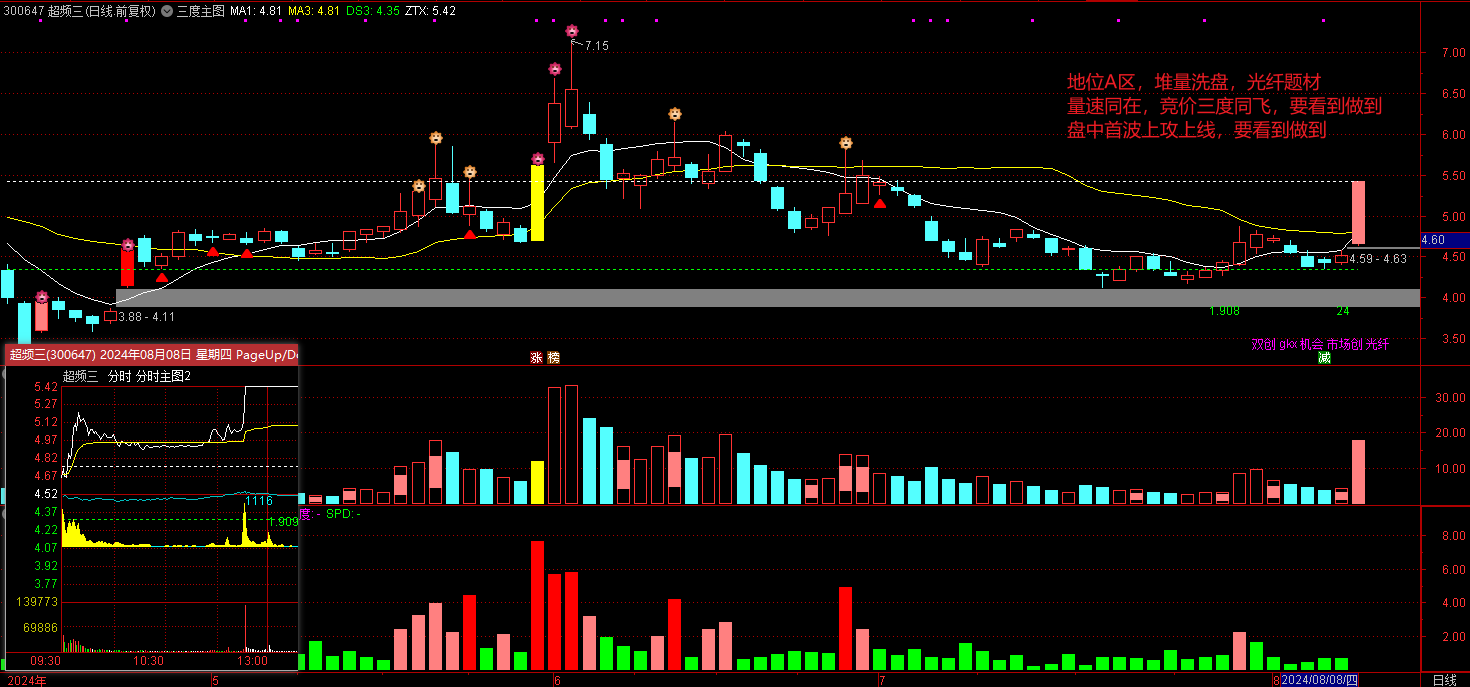 300647 超频三(日线.前复权) 三度主图 MA1: 4.81 MA3: 4.81 DS3: 4.35 ZTX: 5.42
7.15
地位A区，堆量洗盘，光纤题材
量速同在，竞价三度同飞，要看到做到
盘中首波上攻上线，要看到做到
7.00
6.50
6.00
5.50
5.00
4.60
4.50
4.00
3.50
4.59 - 4.63
3.88 - 4.11
1.908
24
双创 gkx 机会 市场创 光纤
涨 榜
减
超频三(300647) 2024年08月08日 星期四 PageUp/D
超频三 分时 分时主图2
5.42
5.27
5.12
4.97
4.82
4.67
4.52
4.37
4.22
4.07
3.92
3.77
139773
69886
1116
1.909
09:30 10:30 13:00
30.00
20.00
10.00
度: - SPD: -
8.00
6.00
4.00
2.00
2024年 5 6 7 8 2024/08/08/四 日线